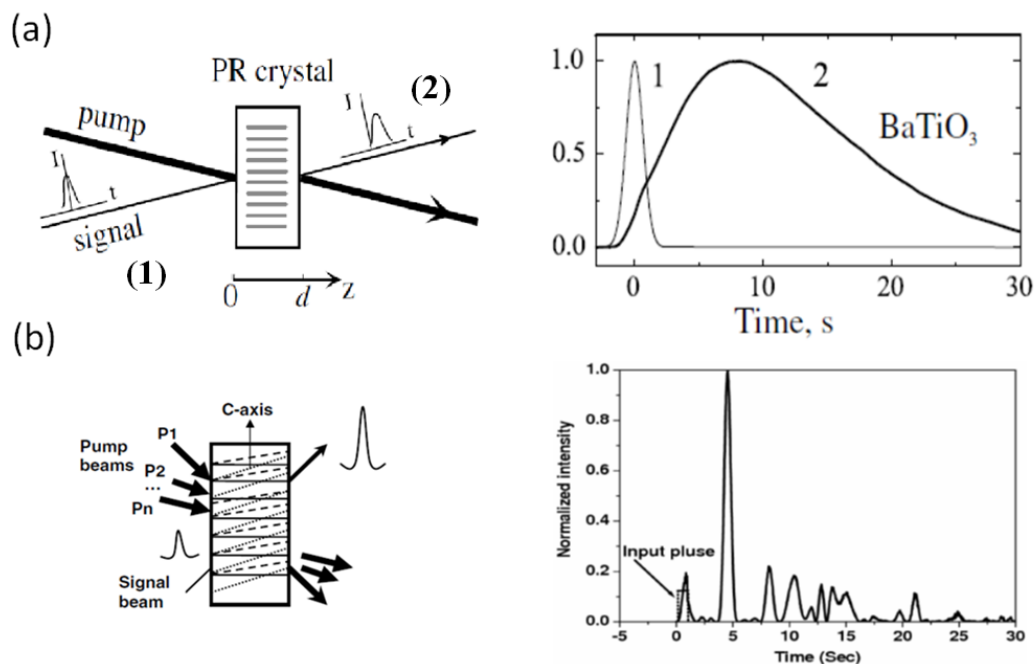 (a)
PR crystal
pump
signal
(1)
(2)
I
t
I
t
0
d
z
1.0
0.5
0.0
1
2
BaTiO3
0
10
20
30
Time, s
(b)
C-axis
P1
Pump
beams
P2
...
Pn
Signal
beam
Normalized intensity
1.0
0.8
0.6
0.4
0.2
0.0
Input pluse
-5
0
5
10
15
20
25
30
Time (Sec)